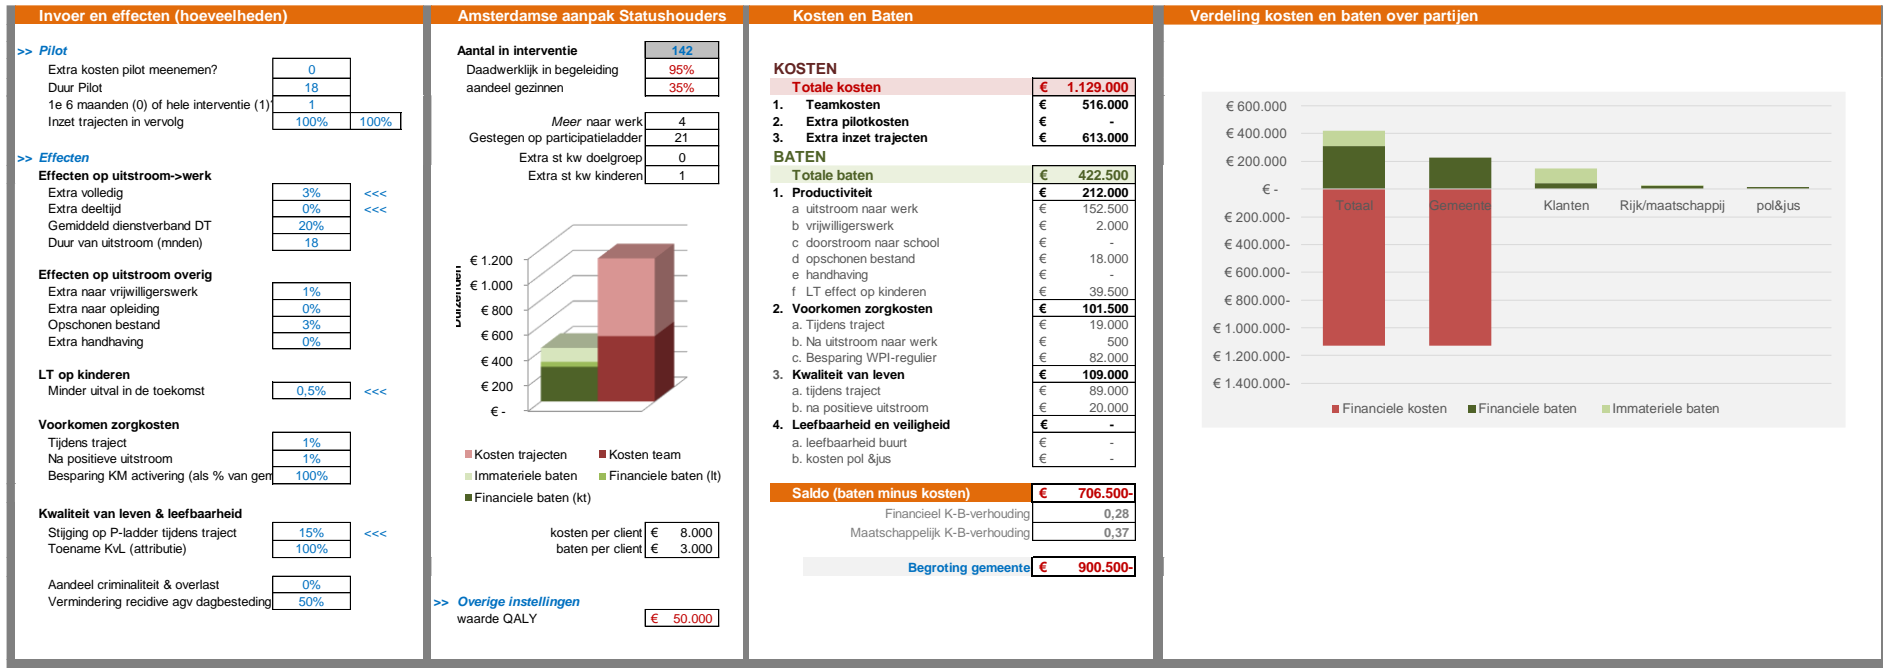 Invoer en effecten (hoeveelheden)
>> Pilot
Extra kosten pilot meenemen? 0
Duur Pilot 18
1e 6 maanden (0) of hele interventie (1) 1
Inzet trajecten in vervolg 100% 100%
>> Effecten
Effecten op uitstroom->werk
Extra volledig 3% <<<
Extra deeltijd 0% <<<
Gemiddeld dienstverband DT 20%
Duur van uitstroom (mnden) 18
Effecten op uitstroom overig
Extra naar vrijwilligerswerk 1%
Extra naar opleiding 0%
Opschonen bestand 3%
Extra handhaving 0%
LT op kinderen
Minder uitval in de toekomst 0,5% <<<
Voorkomen zorgkosten
Tijdens traject 1%
Na positieve uitstroom 1%
Besparing KM activering (als % van gem 100%
Kwaliteit van leven & leefbaarheid
Stijging op P-ladder tijdens traject 15% <<<
Toename KvL (attributie) 100%
Aandeel criminaliteit & overlast 0%
Vermindering recidive agv dagbesteding 50%
Amsterdamse aanpak Statushouders
Aantal in interventie 142
Daadwerklijk in begeleiding 95%
aandeel gezinnen 35%
Meer naar werk 4
Gestegen op participatieladder 21
Extra st kw doelgroep 0
Extra st kw kinderen 1
Duizenden
€ 1.200
€ 1.000
€ 800
€ 600
€ 400
€ 200
€ -
Kosten trajecten Kosten team
Immateriele baten Financiele baten (lt)
Financiele baten (kt)
kosten per client € 8.000
baten per client € 3.000
>> Overige instellingen
waarde QALY € 50.000
Kosten en Baten
KOSTEN
Totale kosten € 1.129.000
1. Teamkosten € 516.000
2. Extra pilotkosten € -
3. Extra inzet trajecten € 613.000
BATEN
Totale baten € 422.500
1. Productiviteit € 212.000
a uitstroom naar werk € 152.500
b vrijwilligerswerk € 2.000
c doorstroom naar school € -
d opschonen bestand € 18.000
e handhaving € -
f LT effect op kinderen € 39.500
2. Voorkomen zorgkosten € 101.500
a. Tijdens traject € 19.000
b. Na uitstroom naar werk € 500
c. Besparing WPI-regulier € 82.000
3. Kwaliteit van leven € 109.000
a. tijdens traject € 89.000
b. na positieve uitstroom € 20.000
4. Leefbaarheid en veiligheid € -
a. leefbaarheid buurt € -
b. kosten pol &jus € -
Saldo (baten minus kosten) € 706.500-
Financieel K-B-verhouding 0,28
Maatschappelijk K-B-verhouding 0,37
Begroting gemeente € 900.500-
Verdeling kosten en baten over partijen
€ 600.000
€ 400.000
€ 200.000
€ -
€ 200.000-
€ 400.000-
€ 600.000-
€ 800.000-
€ 1.000.000-
€ 1.200.000-
€ 1.400.000-
Totaal Gemeente Klanten Rijk/maatschappij pol&jus
Financiele kosten Financiele baten Immateriele baten